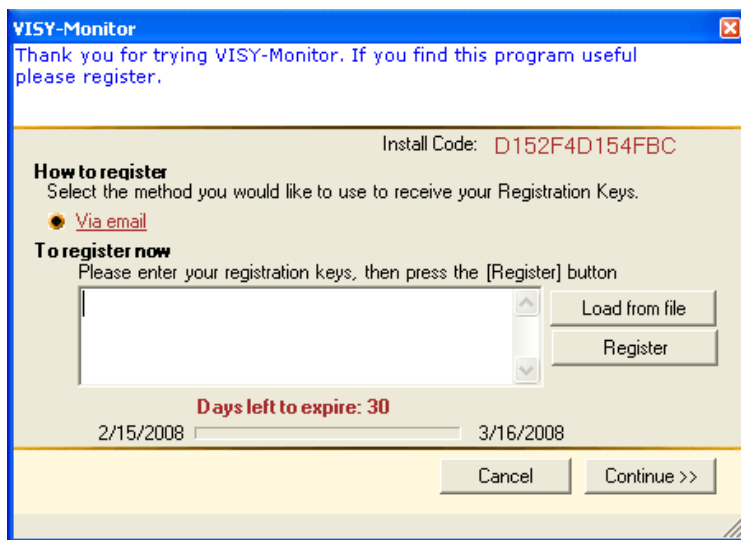 VISY-Monitor
Thank you for trying VISY-Monitor. If you find this program useful
please register.
Install Code: D152F4D154FBC
How to register
Select the method you would like to use to receive your Registration Keys.
Via email
To register now
Please enter your registration keys, then press the [Register] button
Load from file
Register
Days left to expire: 30
2/15/2008 3/16/2008
Cancel Continue >>